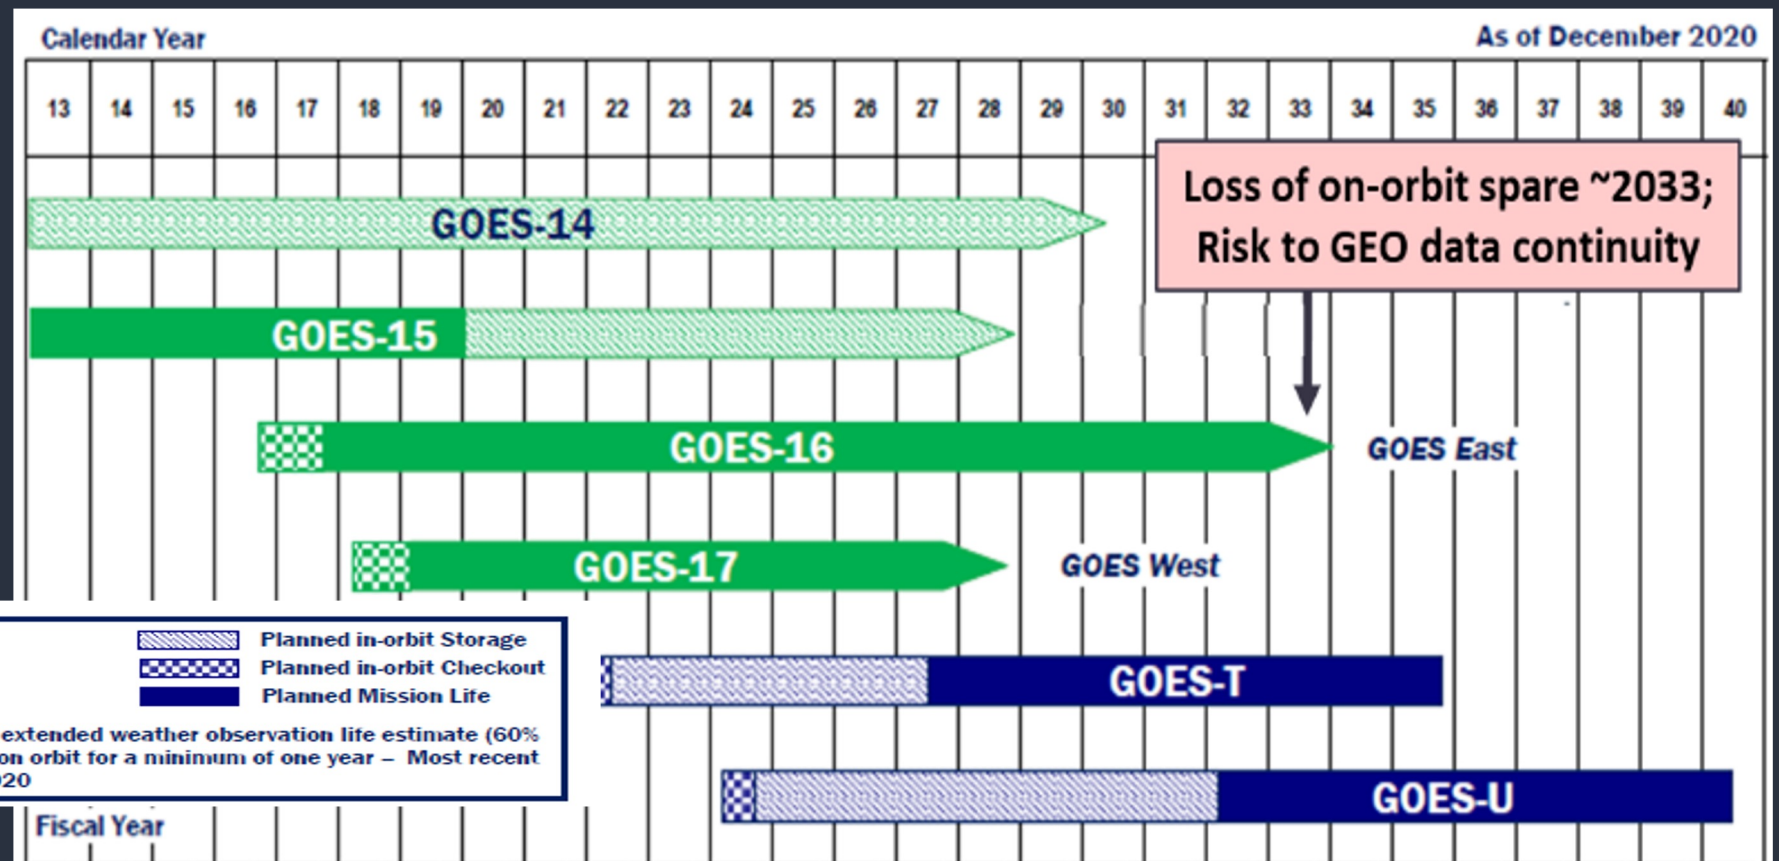 Calendar Year
As of December 2020
13 14 15 16 17 18 19 20 21 22 23 24 25 26 27 28 29 30 31 32 33 34 35 36 37 38 39 40
Loss of on-orbit spare ~2033;
Risk to GEO data continuity
GOES-14
GOES-15
GOES-16
GOES East
GOES-17
GOES West
Planned in-orbit Storage
Planned in-orbit Checkout
Planned Mission Life
extended weather observation life estimate (60%
on orbit for a minimum of one year – Most recent
020
GOES-T
GOES-U
Fiscal Year